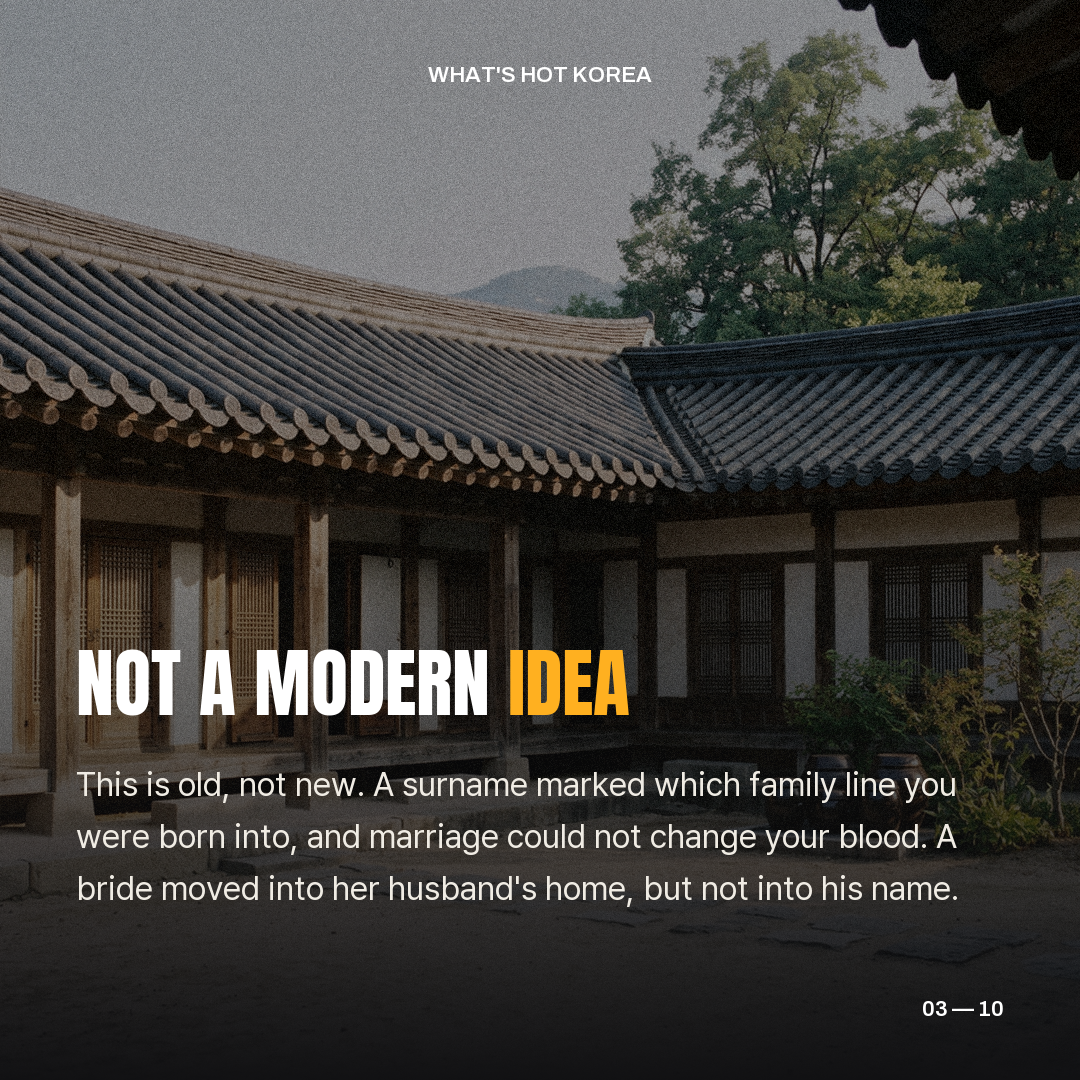 WHAT'S HOT KOREA
NOT A MODERN IDEA
This is old, not new. A surname marked which family line you
were born into, and marriage could not change your blood. A
bride moved into her husband's home, but not into his name.
03 — 10